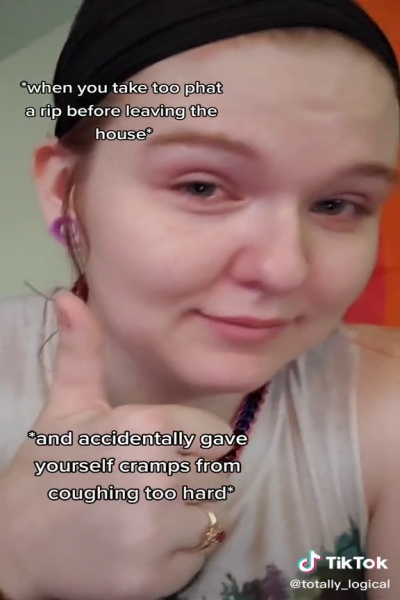 *when you take too phat
a rip before leaving the
house*
*and accidentally gave
yourself cramps from
coughing too hard*
TikTok
@totally_logical